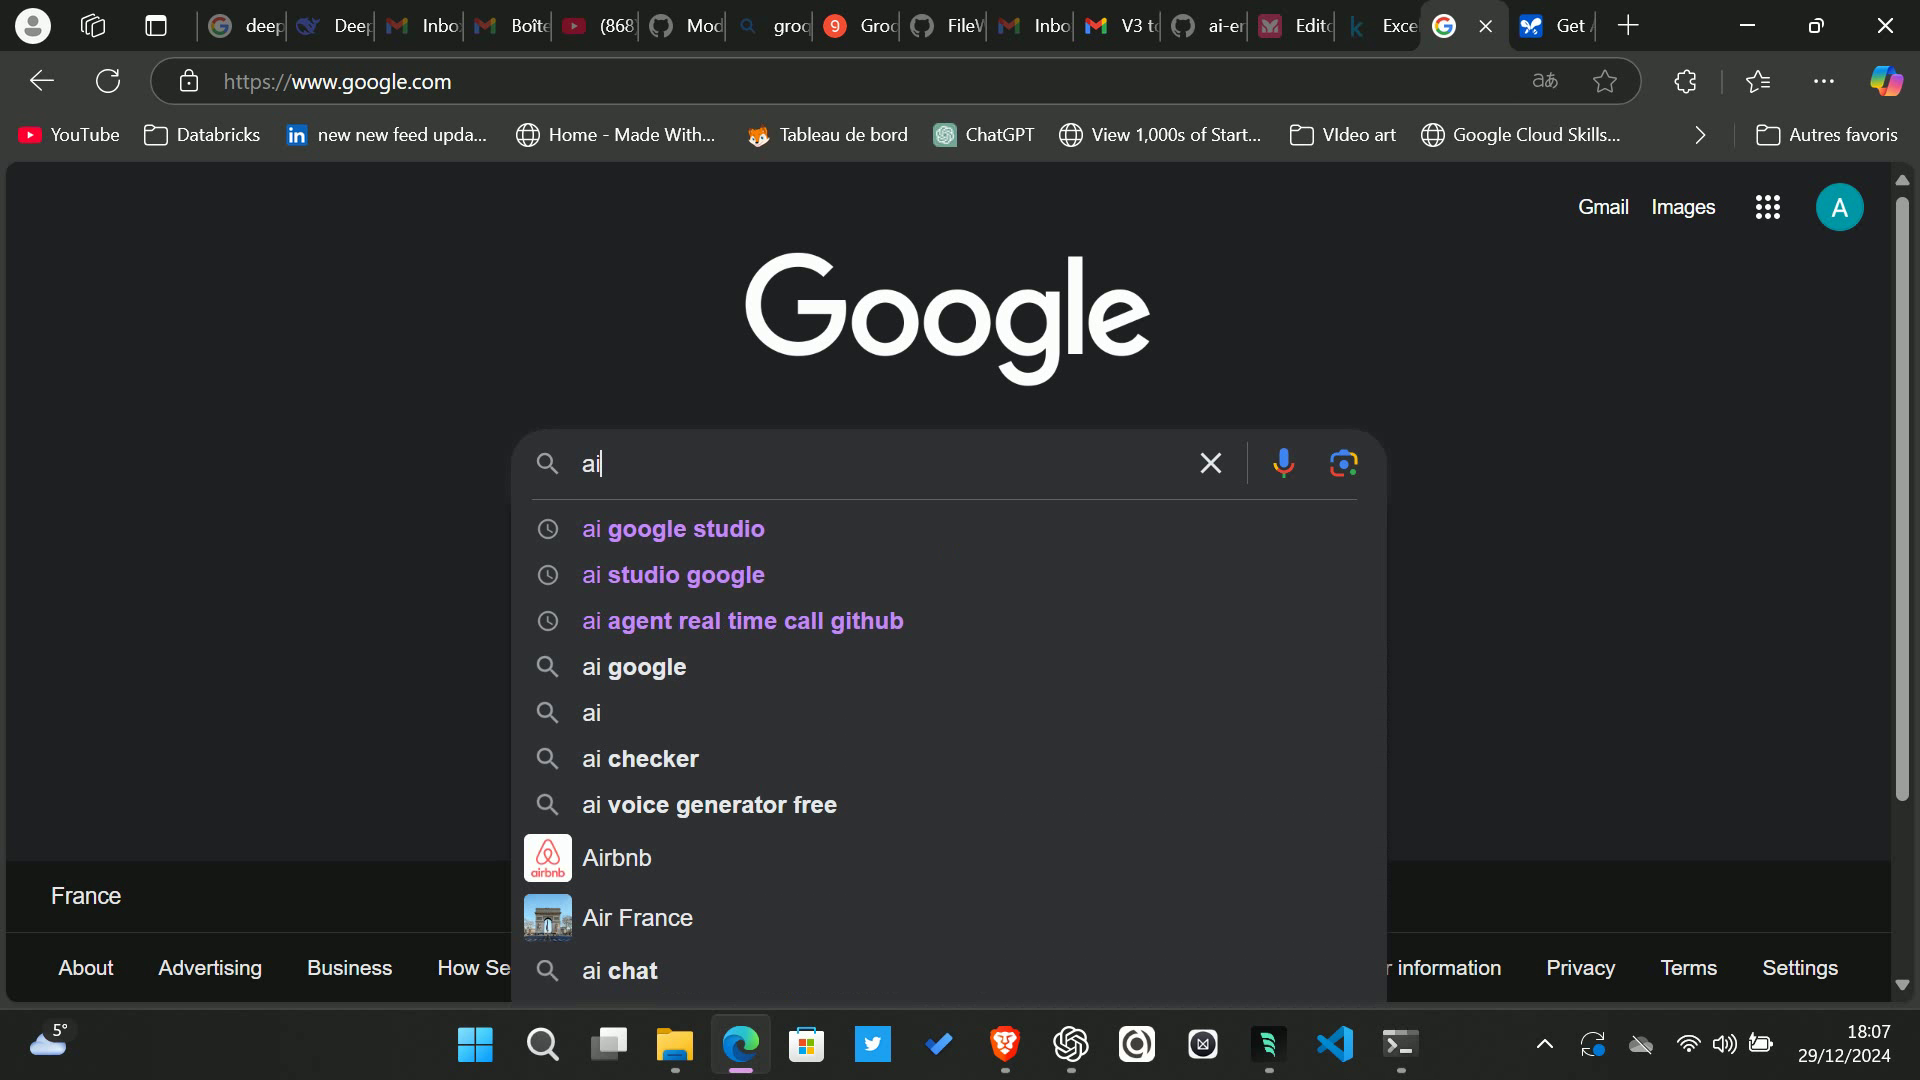 deep
Deep
Inbo
Boîte
(868
Mod
groq
Groq
FileV
Inbo
V3 to
ai-er
Edito
Exce
Get
https://www.google.com
YouTube
Databricks
new new feed upda...
Home - Made With...
Tableau de bord
ChatGPT
View 1,000s of Start...
VIdeo art
Google Cloud Skills...
Autres favoris
Gmail
Images
A
Google
ai
ai google studio
ai studio google
ai agent real time call github
ai google
ai
ai checker
ai voice generator free
airbnb
Airbnb
Air France
ai chat
France
About
Advertising
Business
How Se
r information
Privacy
Terms
Settings
5°
18:07
29/12/2024